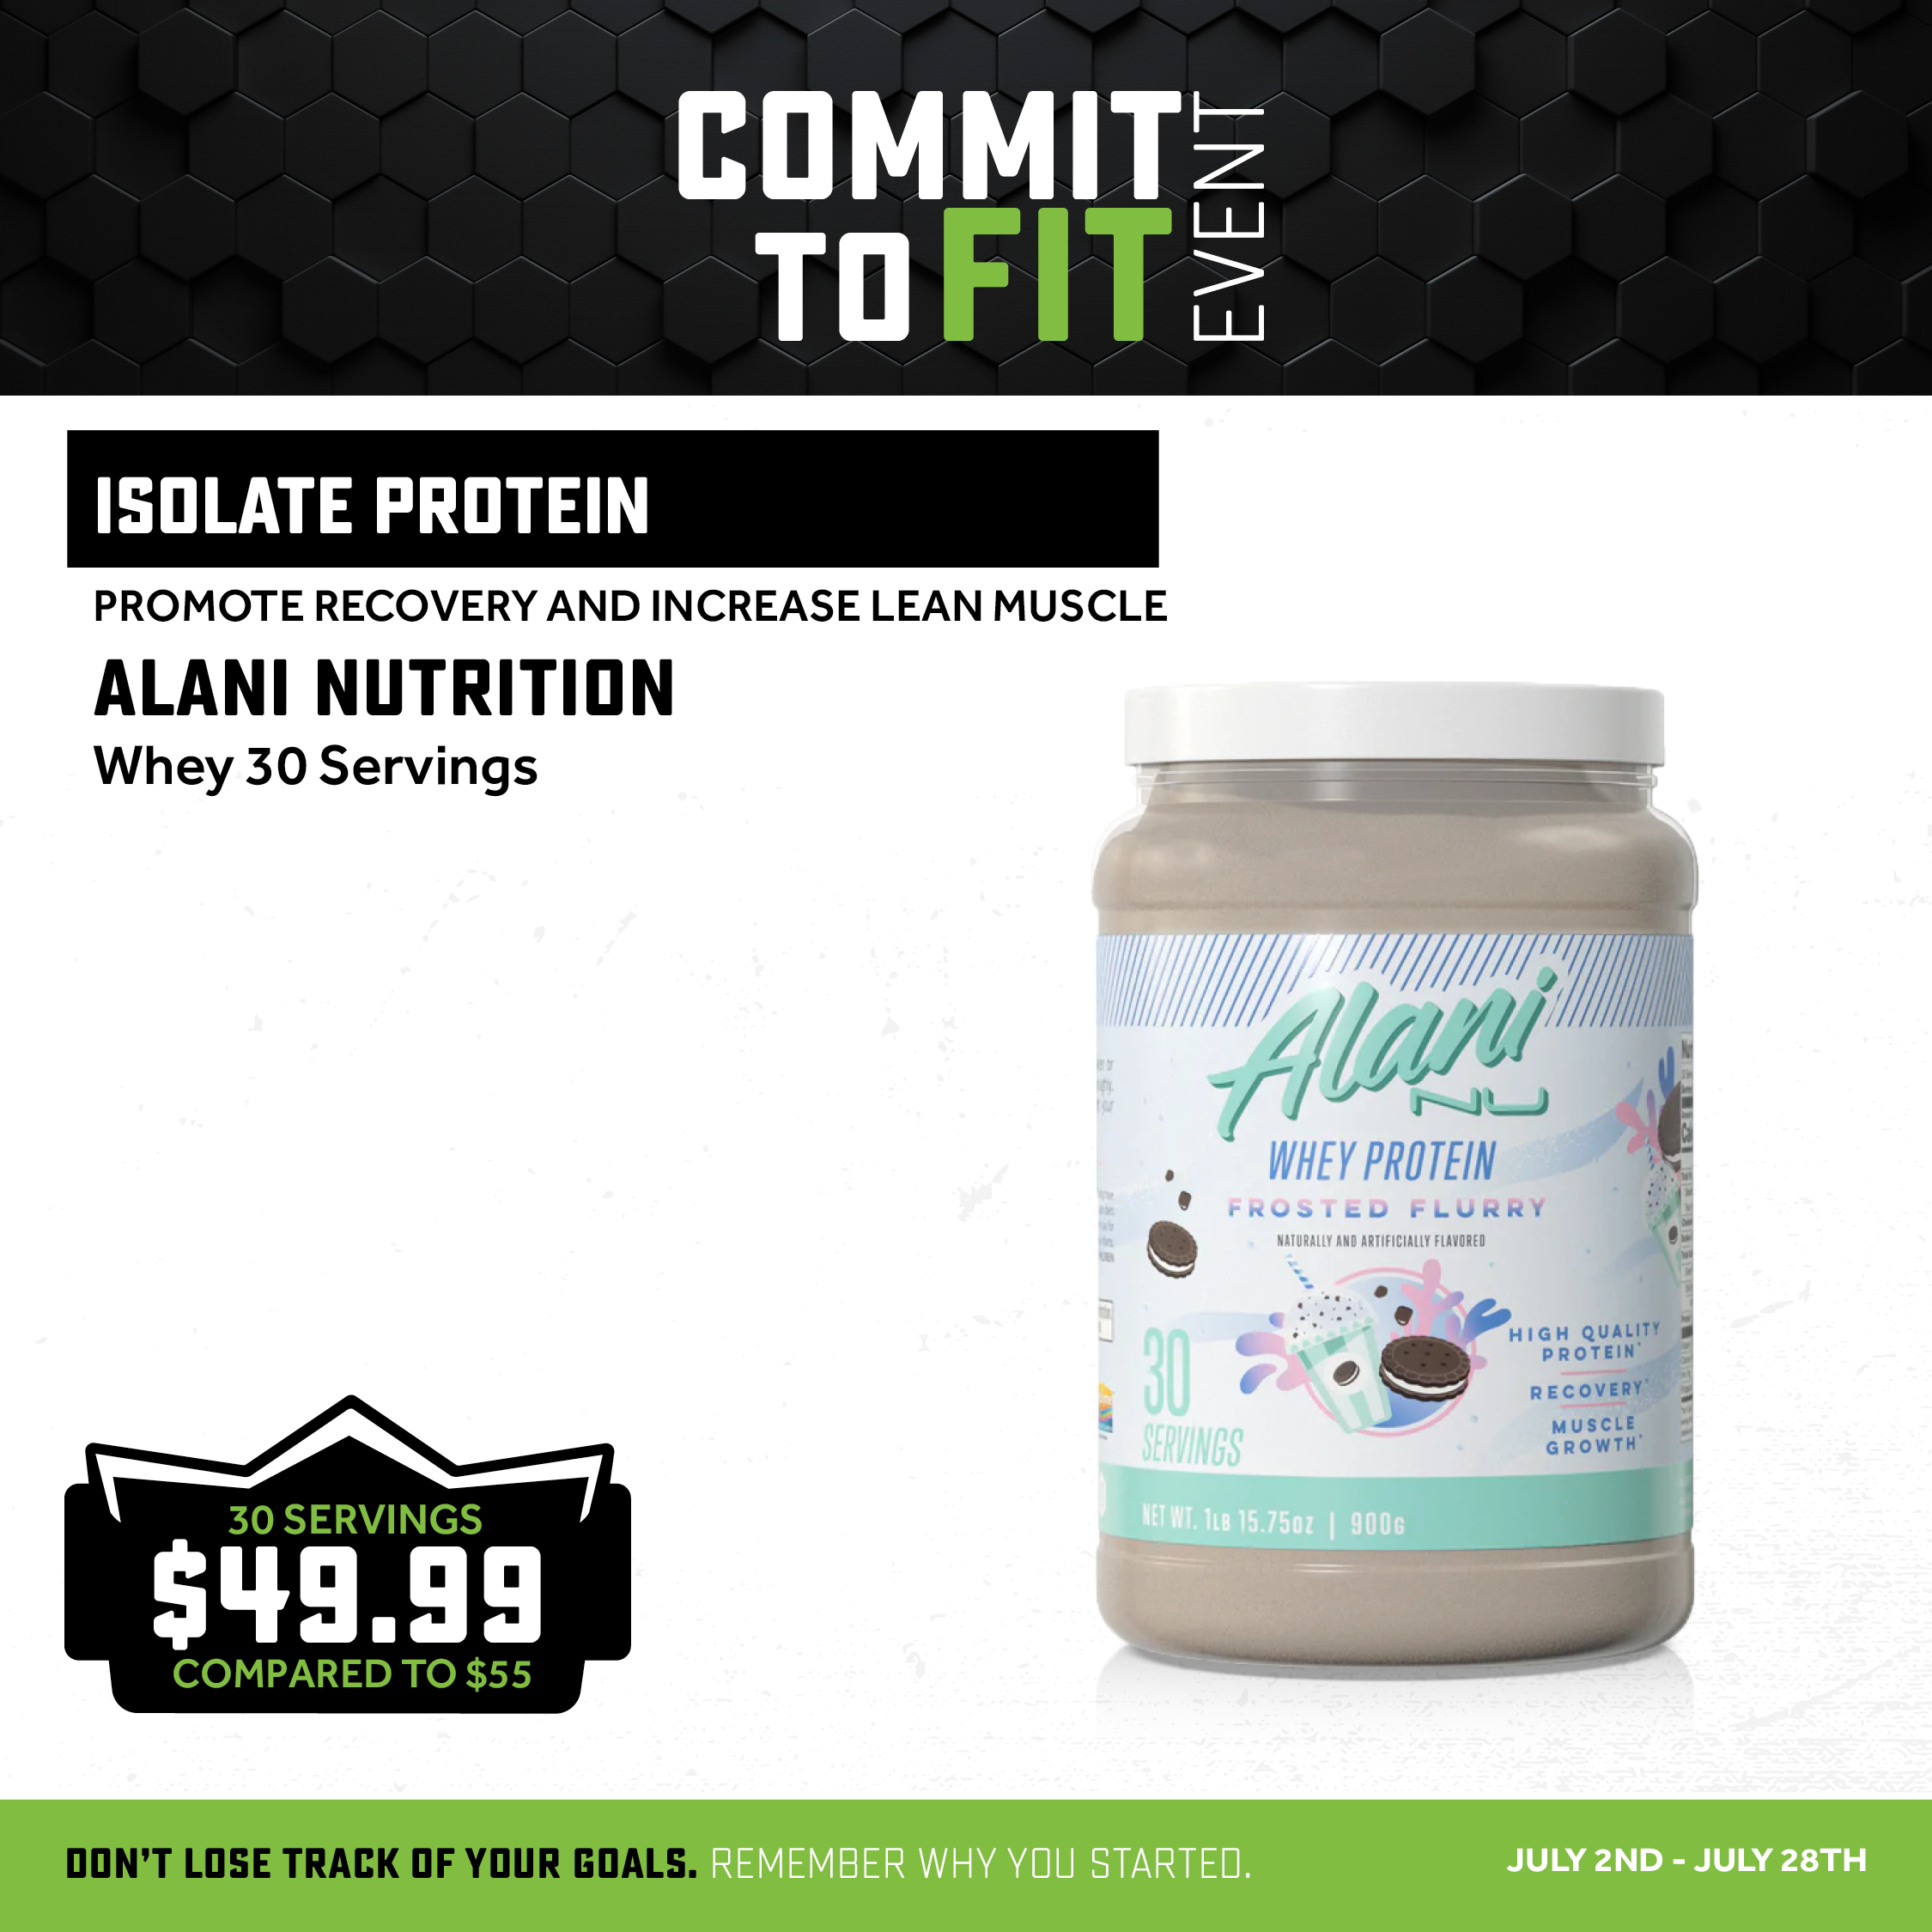 COMMIT
TO FIT
EVENT
ISOLATE PROTEIN
PROMOTE RECOVERY AND INCREASE LEAN MUSCLE
ALANI NUTRITION
Whey 30 Servings
Alani
NU
WHEY PROTEIN
FROSTED FLURRY
NATURALLY AND ARTIFICIALLY FLAVORED
HIGH QUALITY
PROTEIN*
RECOVERY*
MUSCLE
GROWTH*
30
SERVINGS
NET WT. 1LB 15.75OZ | 900G
30 SERVINGS
$49.99
COMPARED TO $55
DON'T LOSE TRACK OF YOUR GOALS. REMEMBER WHY YOU STARTED.
JULY 2ND - JULY 28TH